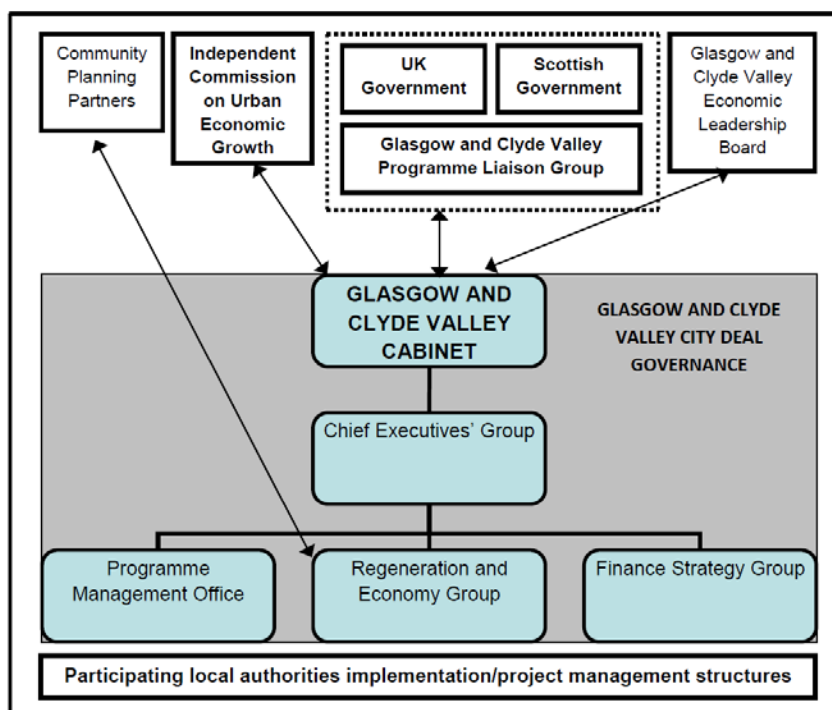 Community
Planning
Partners
Independent
Commission
on Urban
Economic
Growth
UK
Government
Scottish
Government
Glasgow and Clyde Valley
Programme Liaison Group
Glasgow and
Clyde Valley
Economic
Leadership
Board
GLASGOW AND
CLYDE VALLEY
CABINET
GLASGOW AND CLYDE
VALLEY CITY DEAL
GOVERNANCE
Chief Executives’ Group
Programme
Management Office
Regeneration and
Economy Group
Finance Strategy Group
Participating local authorities implementation/project management structures